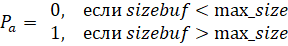 P_a = 0, если sizebuf < max_size
1, если sizebuf > max_size